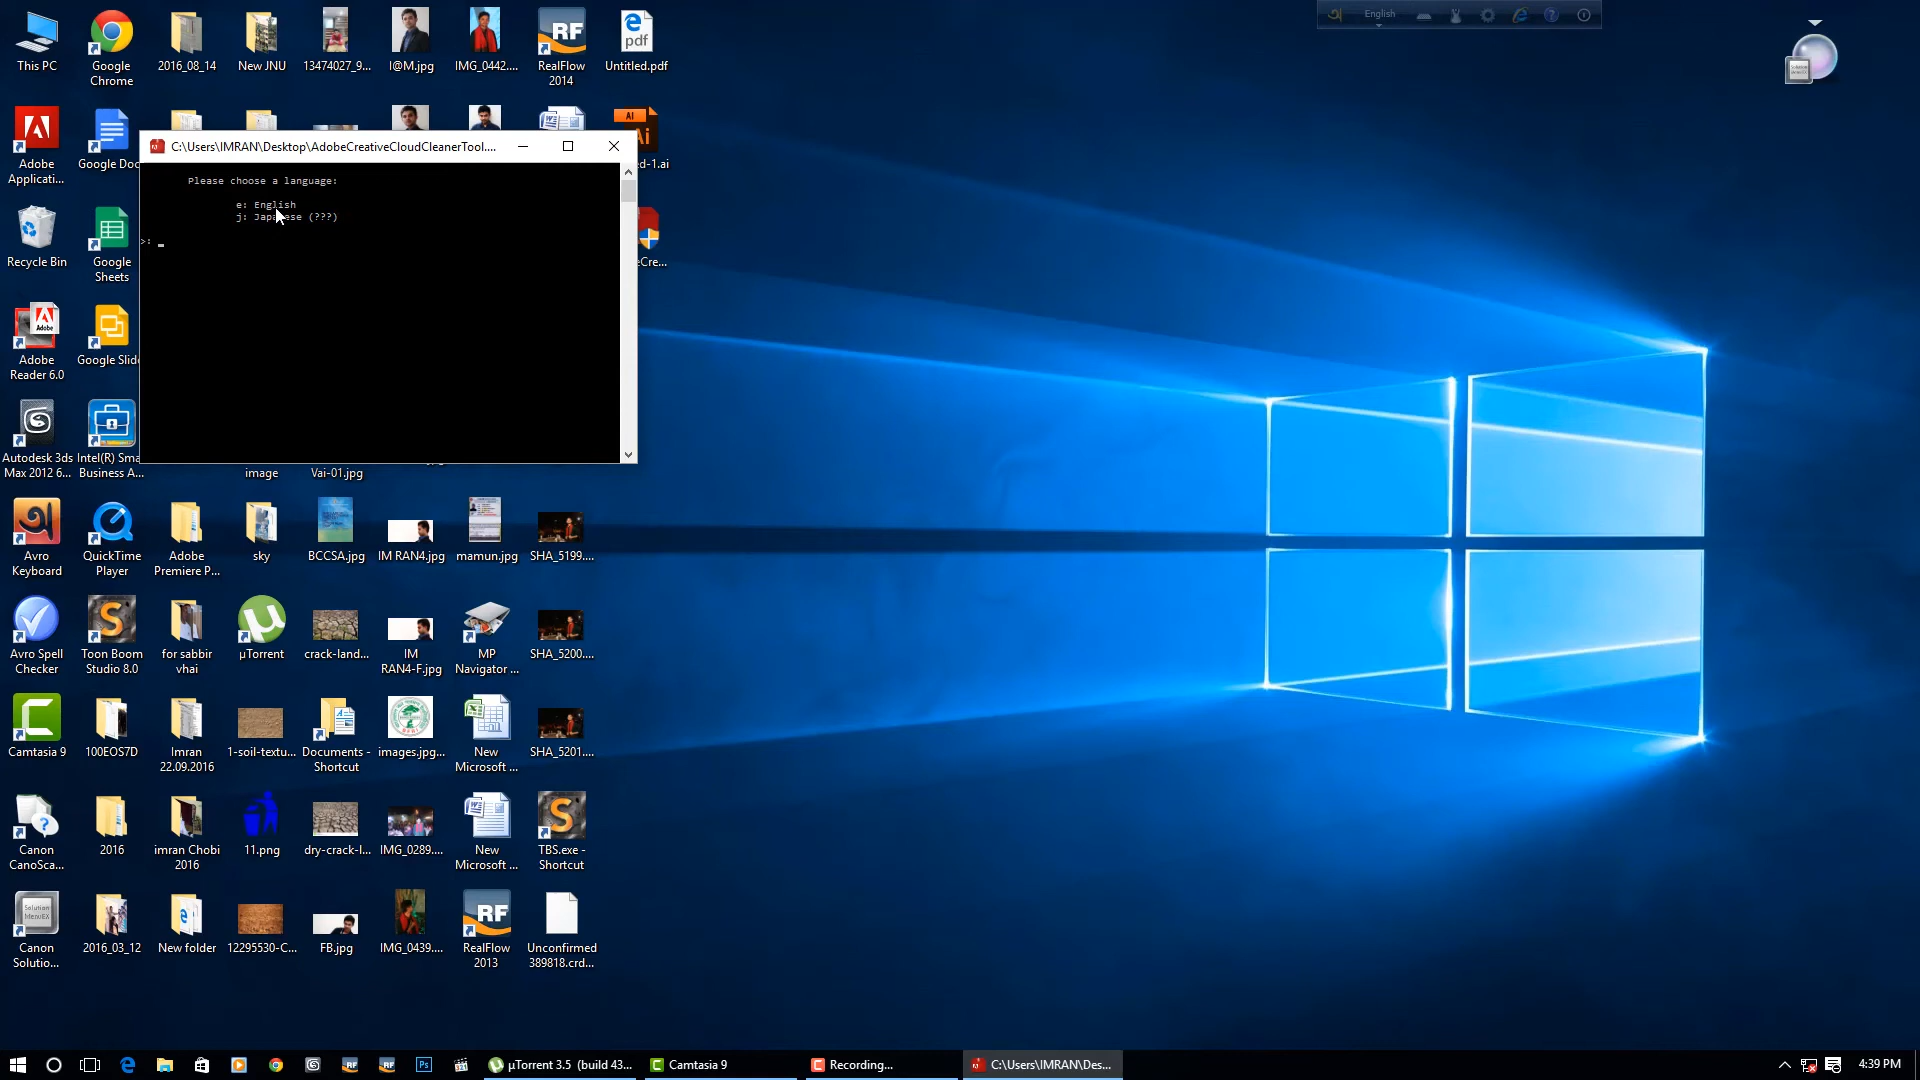 This PC
Google
Chrome
2016_08_14
New JNU
13474027_9...
I@M.jpg
IMG_0442....
RealFlow
2014
Untitled.pdf
English
Adobe
Applicati...
Google Doc
d-1.ai
C:\Users\IMRAN\Desktop\AdobeCreativeCloudCleanerTool....
Please choose a language:
e: English
j: Japanese (???)
>: _
Recycle Bin
Google
Sheets
Cre...
Adobe
Reader 6.0
Google Slid
Autodesk 3ds
Max 2012 6...
Intel(R) Sma
Business A...
image
Vai-01.jpg
Avro
Keyboard
QuickTime
Player
Adobe
Premiere P...
sky
BCCSA.jpg
IM RAN4.jpg
mamun.jpg
SHA_5199....
Avro Spell
Checker
Toon Boom
Studio 8.0
for sabbir
vhai
µTorrent
crack-land...
IM
RAN4-F.jpg
MP
Navigator ...
SHA_5200....
Camtasia 9
100EOS7D
Imran
22.09.2016
1-soil-textu...
Documents -
Shortcut
images.jpg...
New
Microsoft ...
SHA_5201....
Canon
CanoSca...
2016
imran Chobi
2016
11.png
dry-crack-l...
IMG_0289....
New
Microsoft ...
TBS.exe -
Shortcut
Canon
Solutio...
2016_03_12
New folder
12295530-C...
FB.jpg
IMG_0439....
RealFlow
2013
Unconfirmed
389818.crd...
µTorrent 3.5 (build 43...
Camtasia 9
Recording...
C:\Users\IMRAN\Des...
4:39 PM